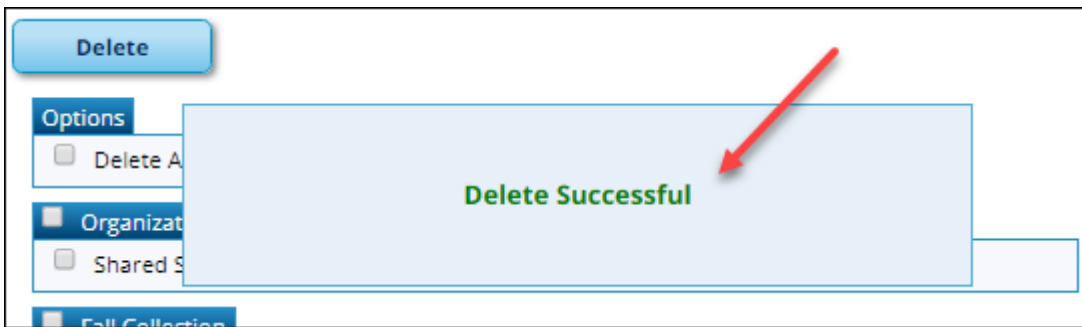 Delete
Options
Delete A
Delete Successful
Organizat
Shared S
Fall Collection